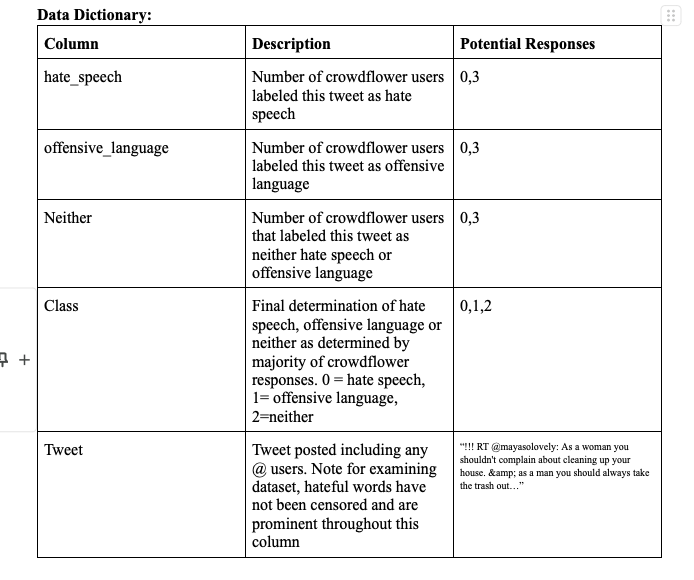 Data Dictionary:
Column Description Potential Responses
hate_speech Number of crowdflower users 0,3
labeled this tweet as hate
speech
offensive_language Number of crowdflower users 0,3
labeled this tweet as offensive
language
Neither Number of crowdflower users 0,3
that labeled this tweet as
neither hate speech or
offensive language
Class Final determination of hate 0,1,2
speech, offensive language or
neither as determined by
majority of crowdflower
responses. 0 = hate speech,
1= offensive language,
2=neither
Tweet Tweet posted including any
@ users. Note for examining
dataset, hateful words have
not been censored and are
prominent throughout this
column
"!!! RT @mayasolovely: As a woman you
shouldn't complain about cleaning up your
house. &amp; as a man you should always take
the trash out…”